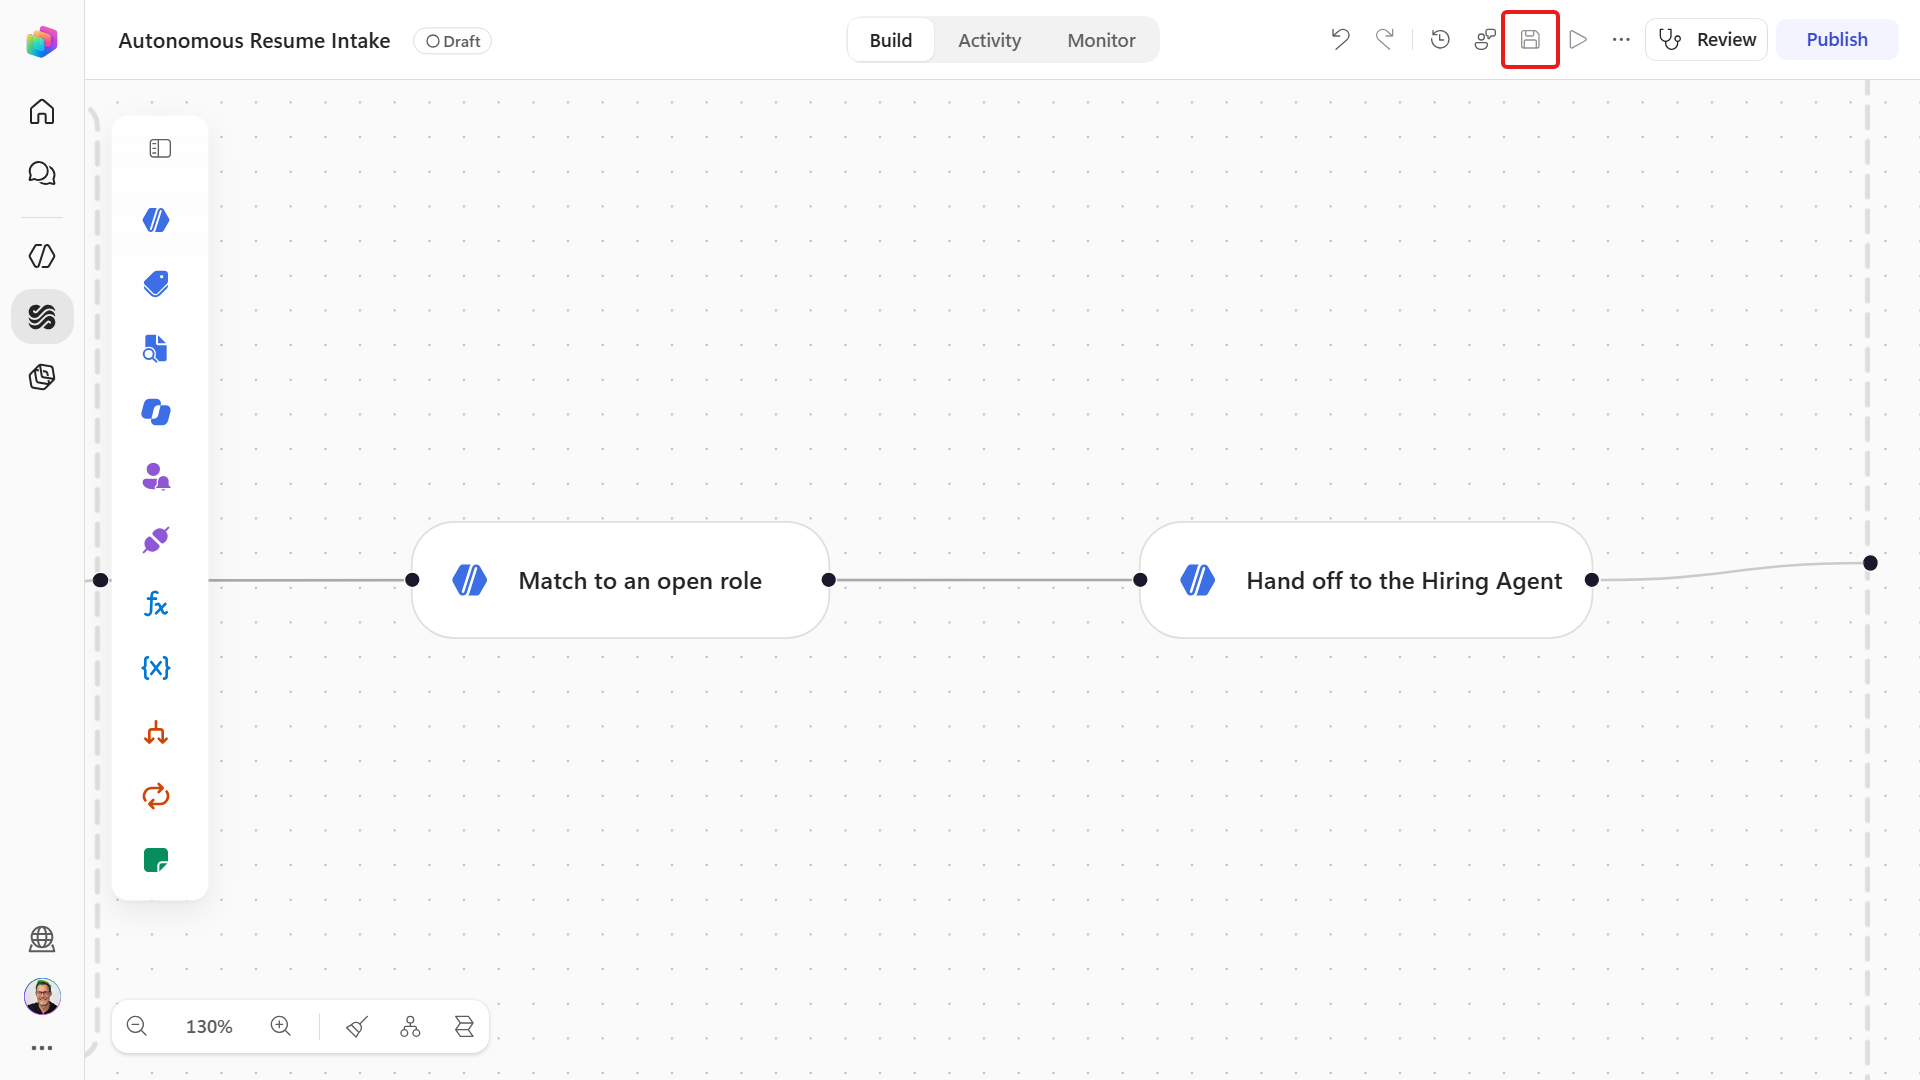 Autonomous Resume Intake
Draft
Build
Activity
Monitor
Review
Publish
Match to an open role
Hand off to the Hiring Agent
130%